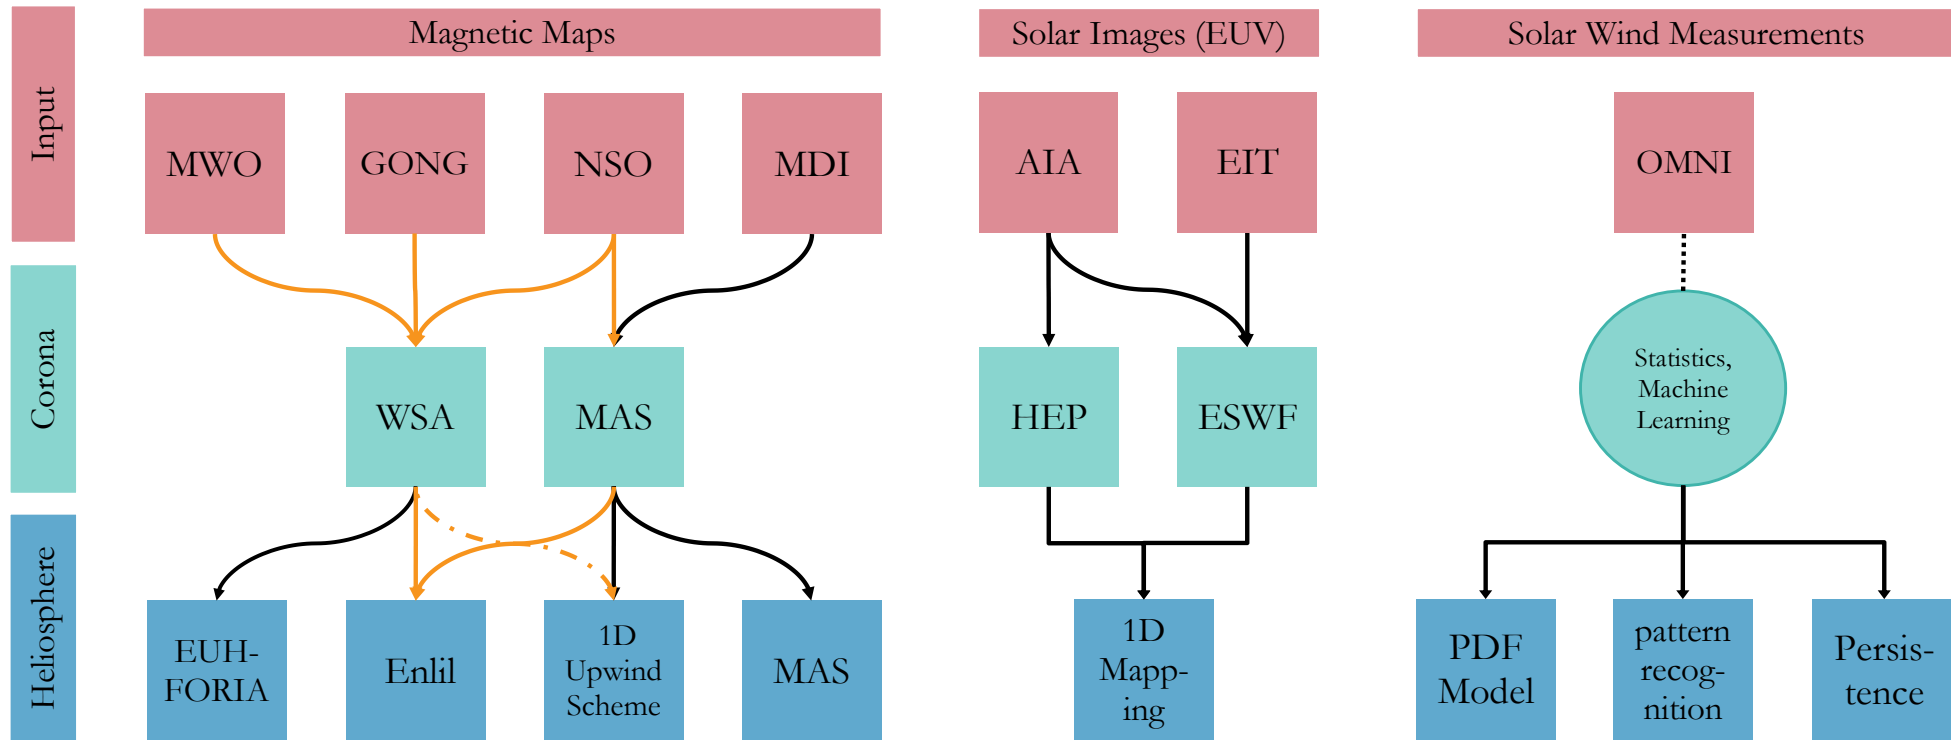 Input
Magnetic Maps
Solar Images (EUV)
Solar Wind Measurements
MWO
GONG
NSO
MDI
AIA
EIT
OMNI
Corona
WSA
MAS
HEP
ESWF
Statistics,
Machine
Learning
Heliosphere
EUH-
FORIA
Enlil
1D
Upwind
Scheme
MAS
1D
Mapp-
ing
PDF
Model
pattern
recog-
nition
Persis-
tence